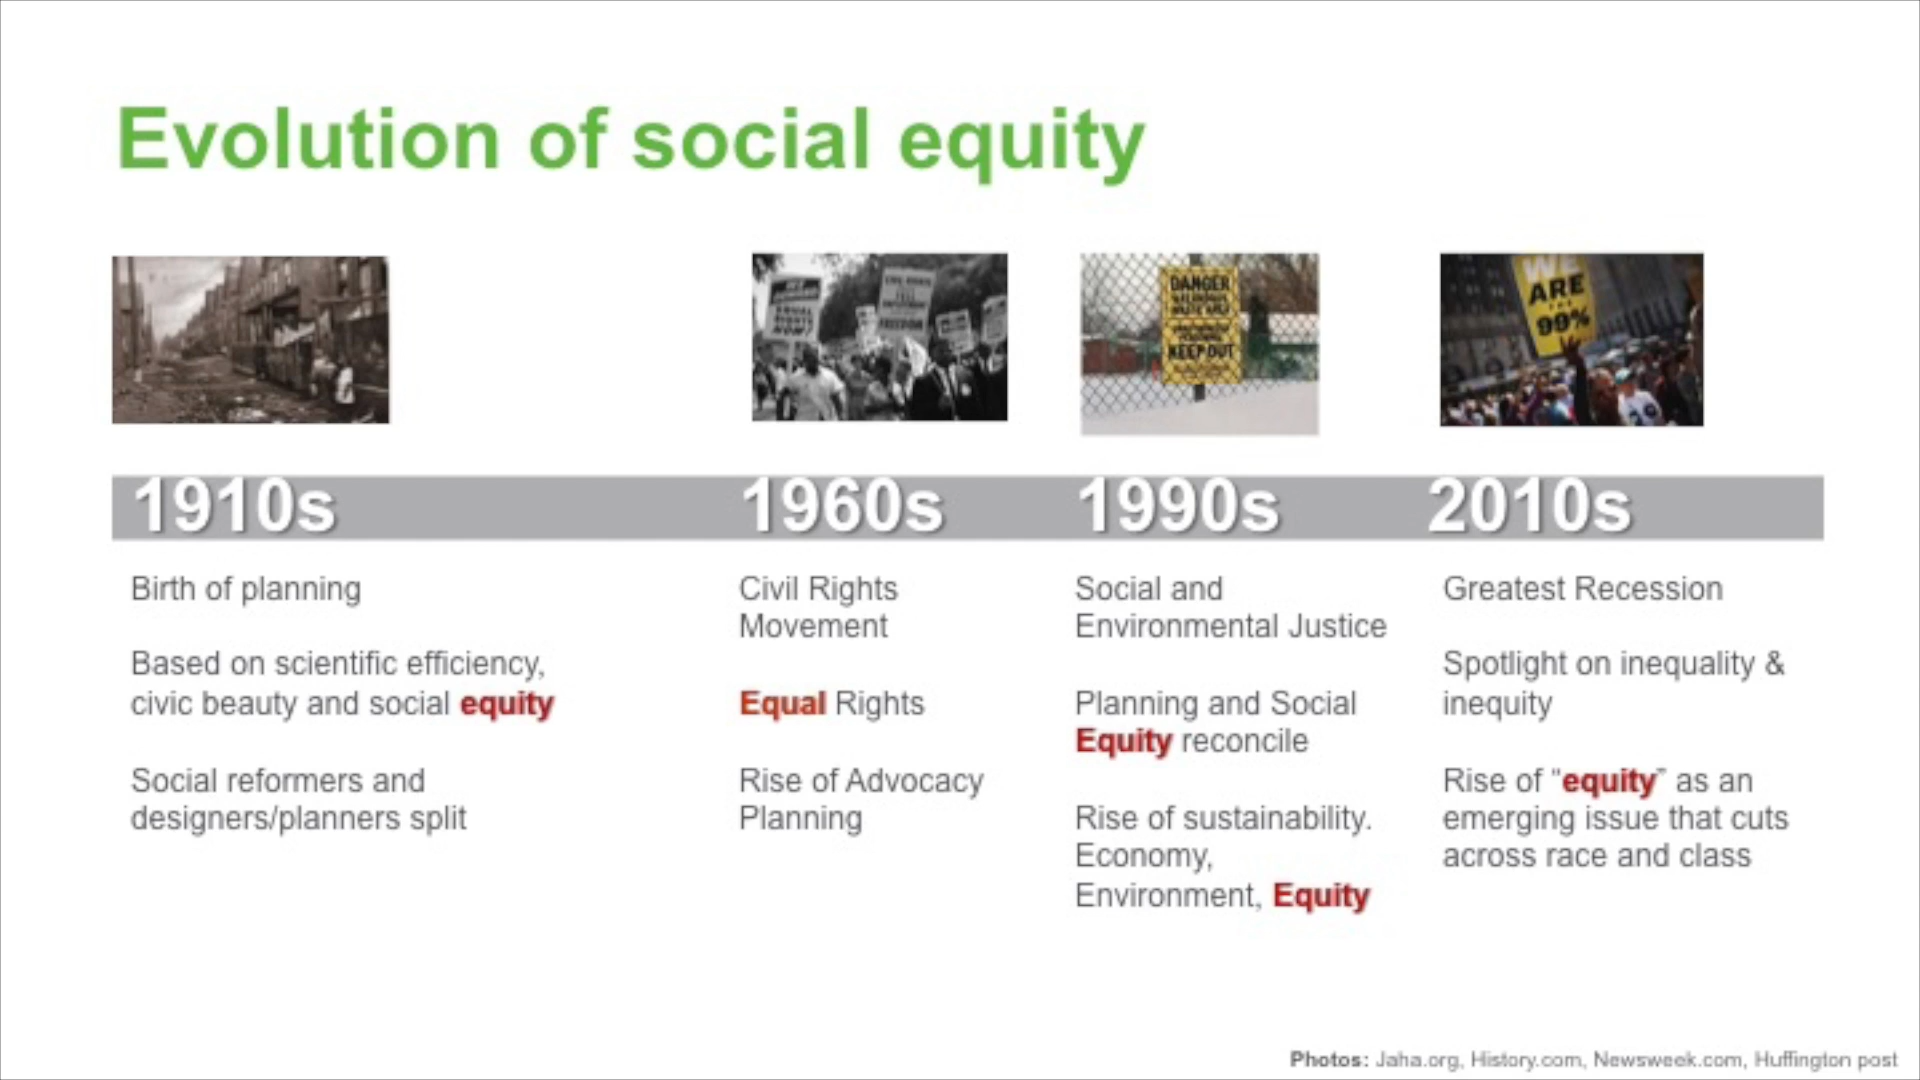 Evolution of social equity
WE
ARE
THE
99%
DANGER
HAZARDOUS
WASTE AREA
KEEP OUT
1910s
1960s
1990s
2010s
Birth of planning
Based on scientific efficiency,
civic beauty and social equity
Social reformers and
designers/planners split
Civil Rights
Movement
Equal Rights
Rise of Advocacy
Planning
Social and
Environmental Justice
Planning and Social
Equity reconcile
Rise of sustainability.
Economy,
Environment, Equity
Greatest Recession
Spotlight on inequality &
inequity
Rise of “equity” as an
emerging issue that cuts
across race and class
Photos: Jaha.org, History.com, Newsweek.com, Huffington post